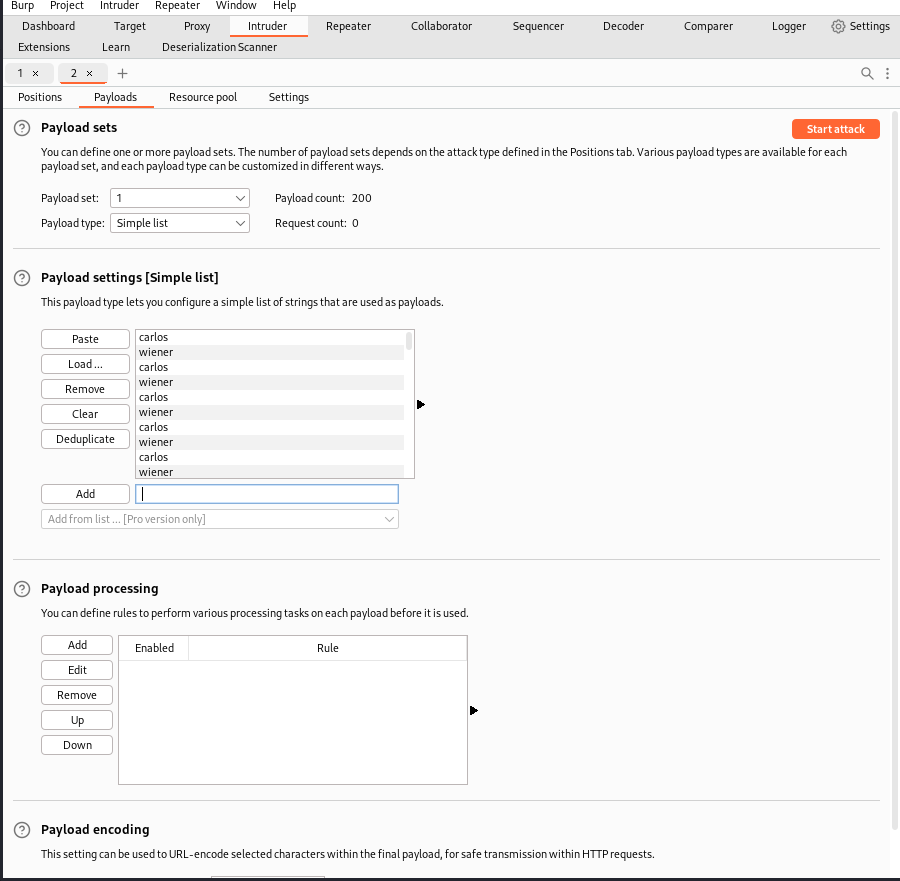 Burp Project Intruder Repeater Window Help
Dashboard Target Proxy Intruder Repeater Collaborator Sequencer Decoder Comparer Logger Settings
Extensions Learn Deserialization Scanner
1 × 2 × +
Positions Payloads Resource pool Settings
? Payload sets Start attack
You can define one or more payload sets. The number of payload sets depends on the attack type defined in the Positions tab. Various payload types are available for each
payload set, and each payload type can be customized in different ways.
Payload set: 1 Payload count: 200
Payload type: Simple list Request count: 0
? Payload settings [Simple list]
This payload type lets you configure a simple list of strings that are used as payloads.
Paste
Load ...
Remove
Clear
Deduplicate
carlos
wiener
carlos
wiener
carlos
wiener
carlos
wiener
carlos
wiener
Add
Add from list ... [Pro version only]
? Payload processing
You can define rules to perform various processing tasks on each payload before it is used.
Add
Edit
Remove
Up
Down
Enabled Rule
? Payload encoding
This setting can be used to URL-encode selected characters within the final payload, for safe transmission within HTTP requests.